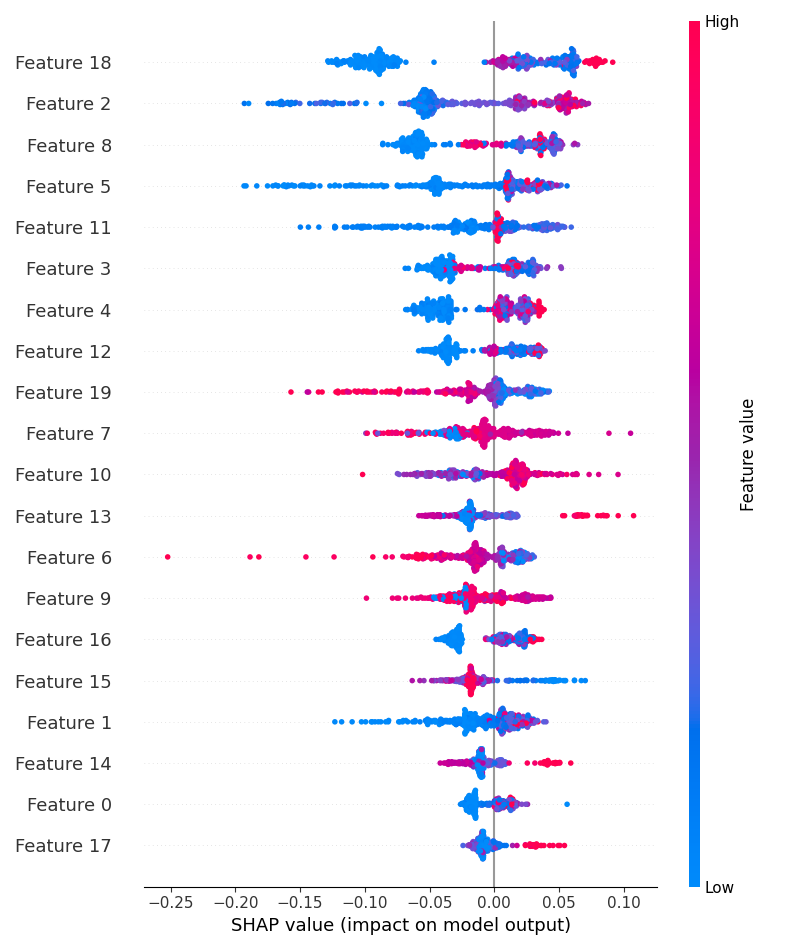 High
Feature 18
Feature 2
Feature 8
Feature 5
Feature 11
Feature 3
Feature 4
Feature 12
Feature 19
Feature 7
Feature 10
Feature 13
Feature 6
Feature 9
Feature 16
Feature 15
Feature 1
Feature 14
Feature 0
Feature 17
Feature value
Low
−0.25 −0.20 −0.15 −0.10 −0.05 0.00 0.05 0.10
SHAP value (impact on model output)